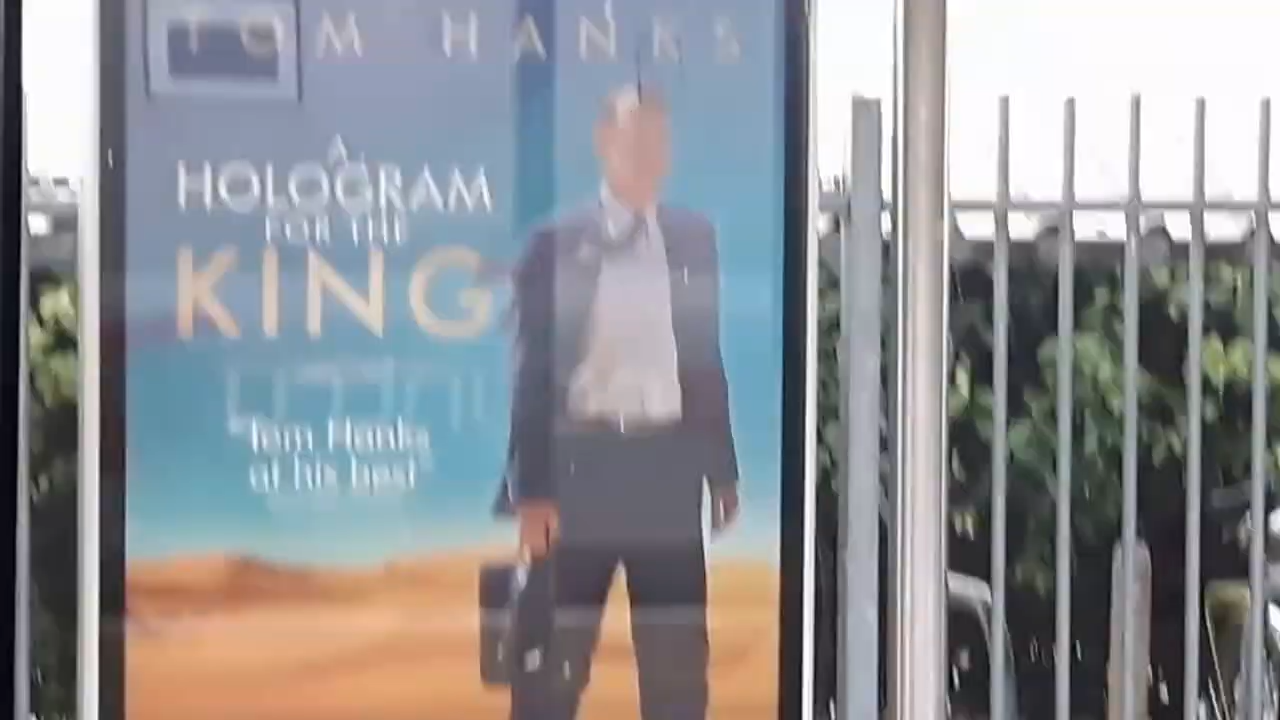 TOM HANKS
A
HOLOGRAM
FOR THE
KING
"Tom Hanks
at his best"